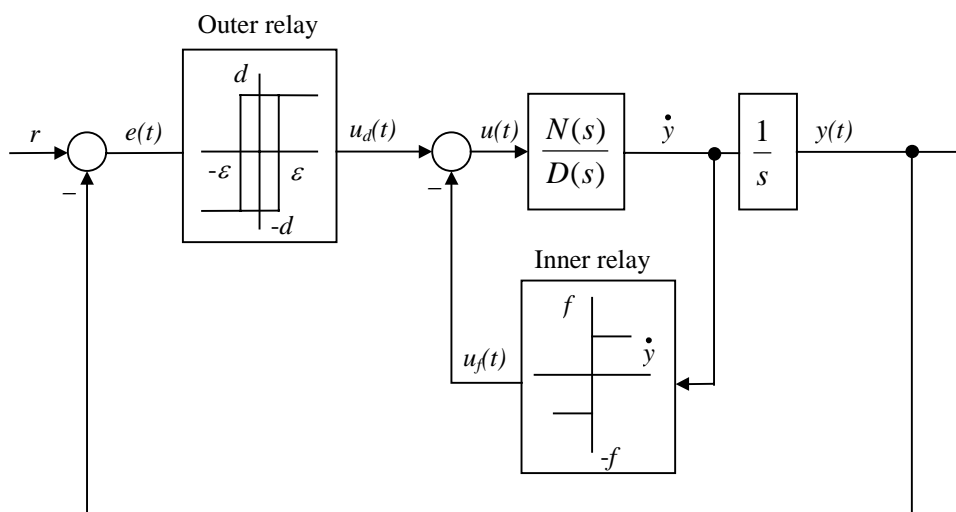 Outer relay
d
-ε
ε
-d
r
e(t)
−
u_d(t)
−
u(t)
N(s)
D(s)
ẏ
1
s
y(t)
Inner relay
f
ẏ
u_f(t)
-f